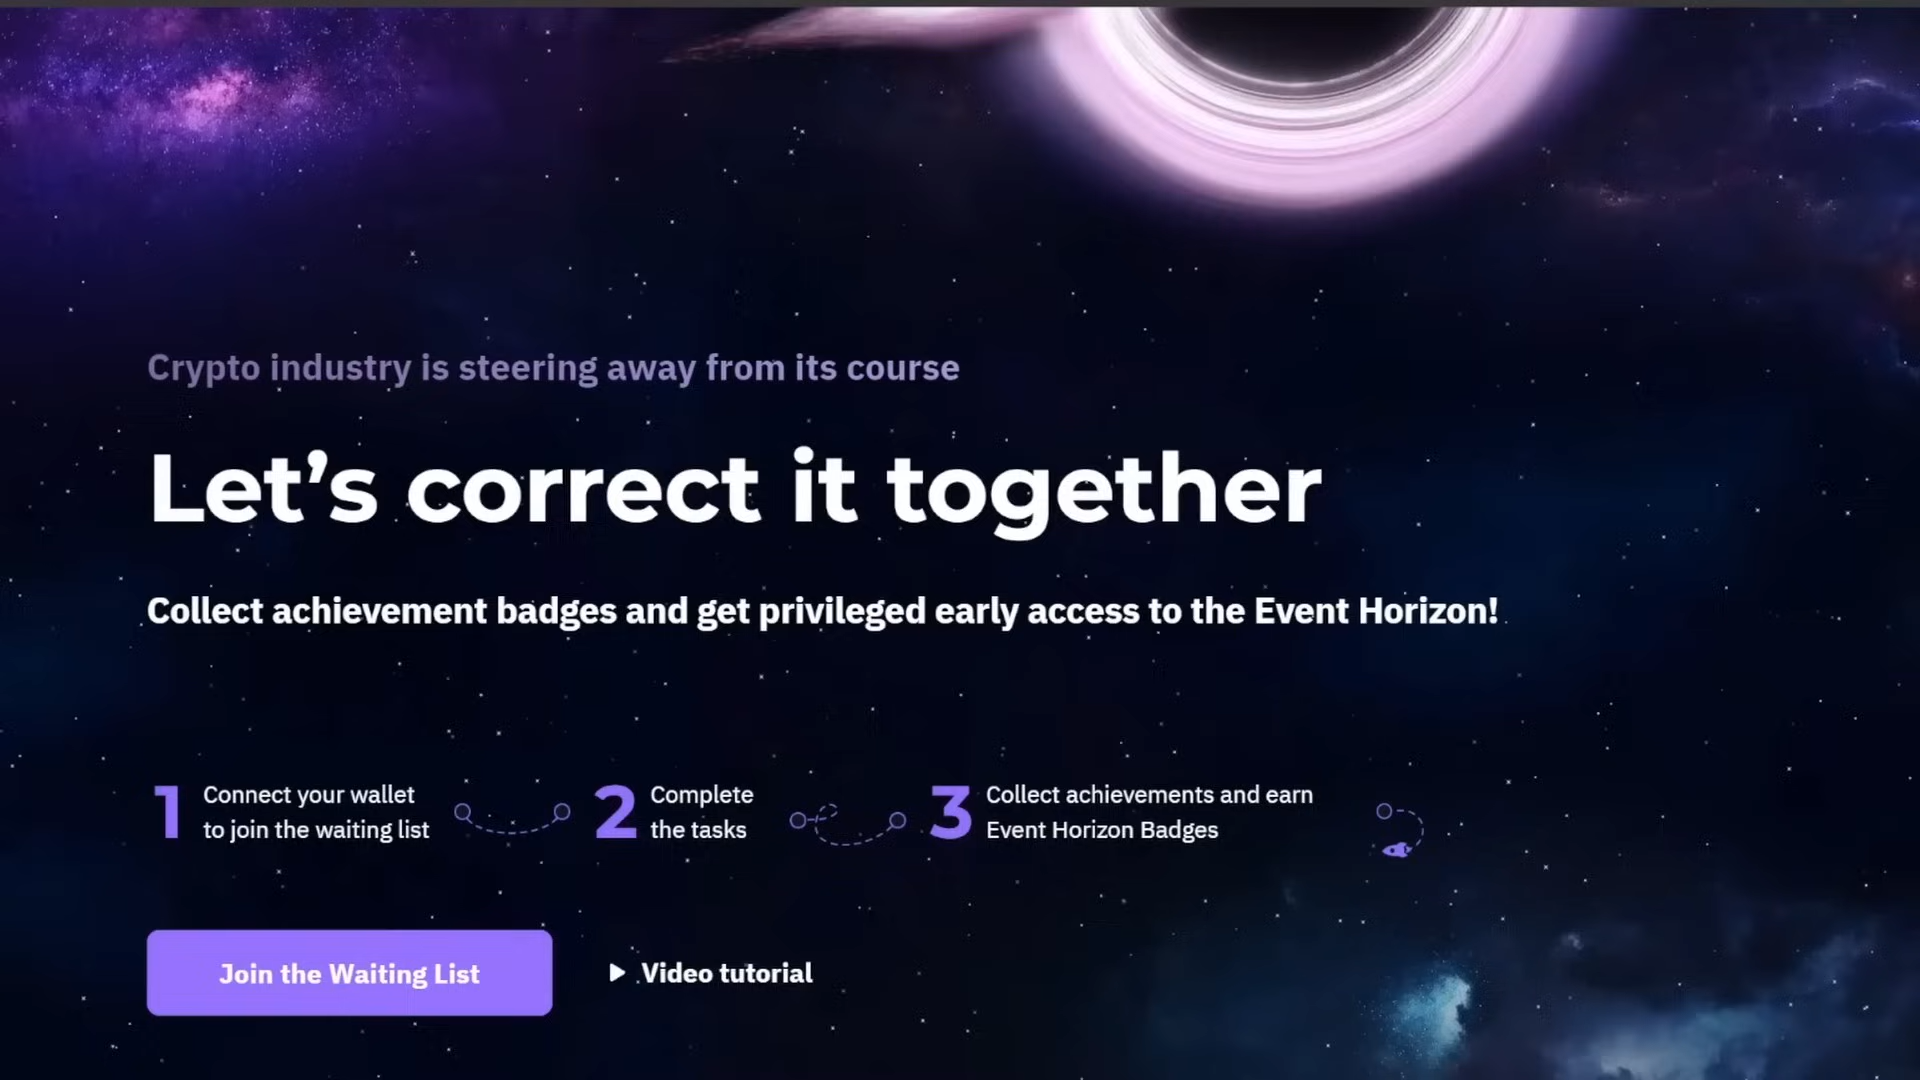 Crypto industry is steering away from its course
Let’s correct it together
Collect achievement badges and get privileged early access to the Event Horizon!
1 Connect your wallet
to join the waiting list
2 Complete
the tasks
3 Collect achievements and earn
Event Horizon Badges
Join the Waiting List
Video tutorial